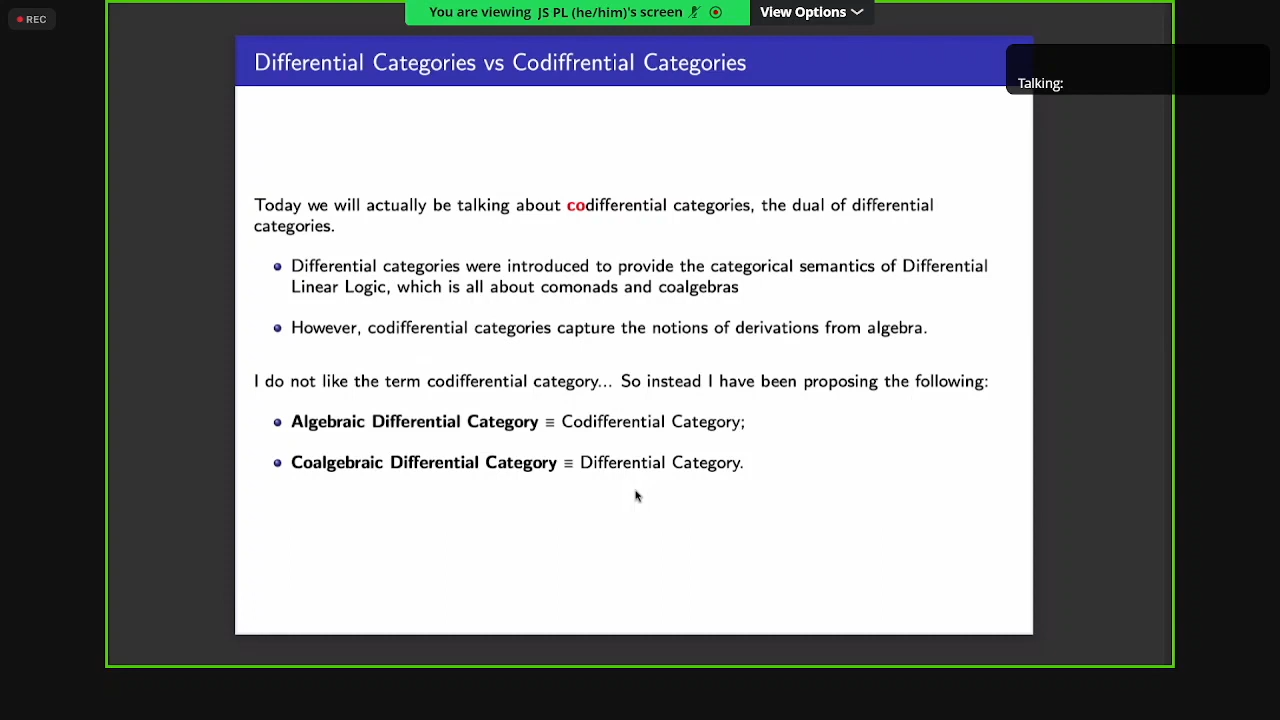 REC
You are viewing JS PL (he/him)'s screen
View Options
Differential Categories vs Codiffrential Categories
Talking:
Today we will actually be talking about codifferential categories, the dual of differential
categories.
Differential categories were introduced to provide the categorical semantics of Differential
Linear Logic, which is all about comonads and coalgebras
However, codifferential categories capture the notions of derivations from algebra.
I do not like the term codifferential category... So instead I have been proposing the following:
Algebraic Differential Category ≡ Codifferential Category;
Coalgebraic Differential Category ≡ Differential Category.